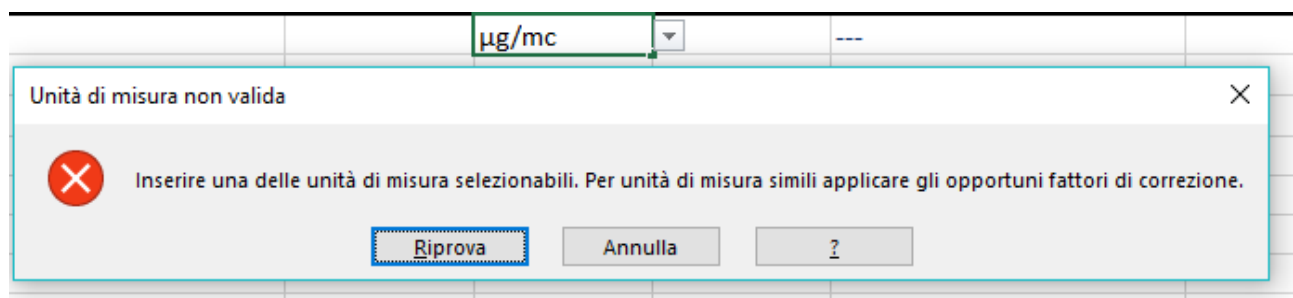 µg/mc ---
Unità di misura non valida
Inserire una delle unità di misura selezionabili. Per unità di misura simili applicare gli opportuni fattori di correzione.
Riprova Annulla ?